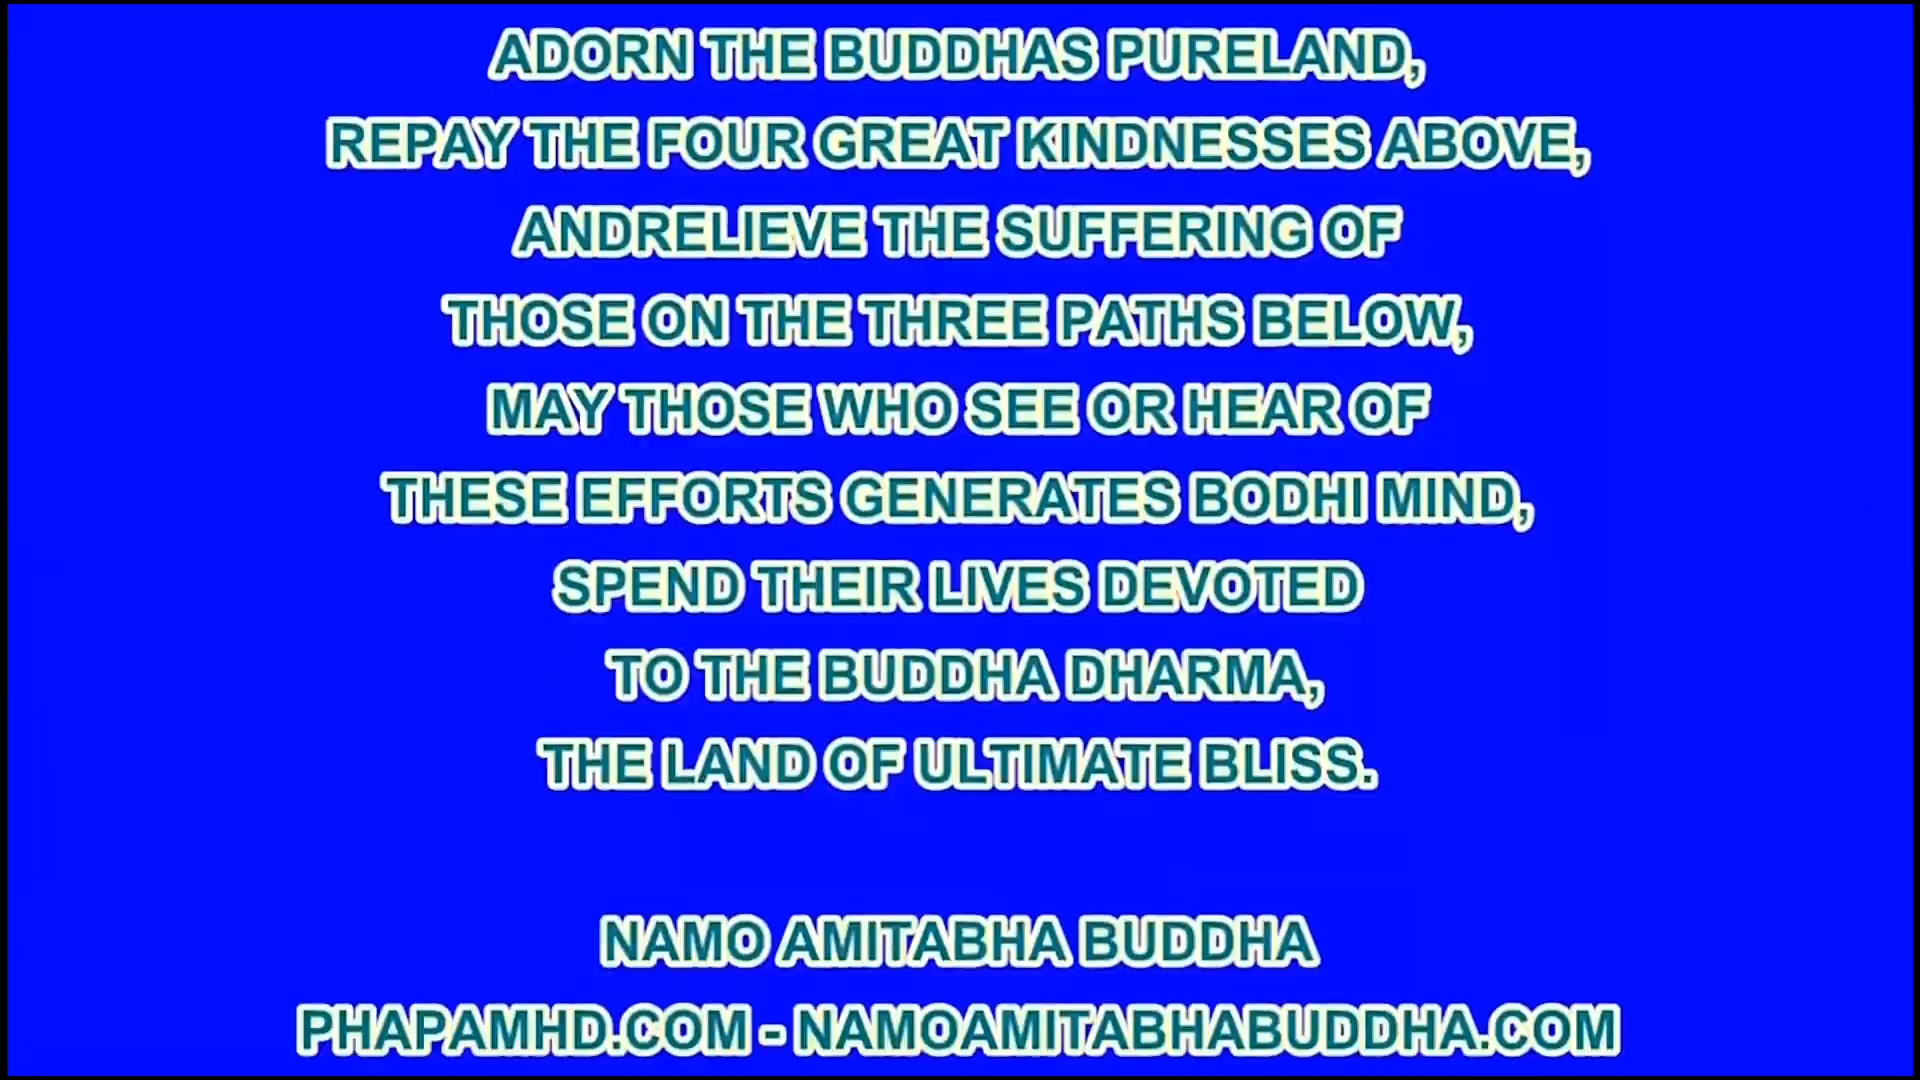 ADORN THE BUDDHAS PURELAND,
REPAY THE FOUR GREAT KINDNESSES ABOVE,
ANDRELIEVE THE SUFFERING OF
THOSE ON THE THREE PATHS BELOW,
MAY THOSE WHO SEE OR HEAR OF
THESE EFFORTS GENERATES BODHI MIND,
SPEND THEIR LIVES DEVOTED
TO THE BUDDHA DHARMA,
THE LAND OF ULTIMATE BLISS.
NAMO AMITABHA BUDDHA
PHAPAMHD.COM - NAMOAMITABHABUDDHA.COM